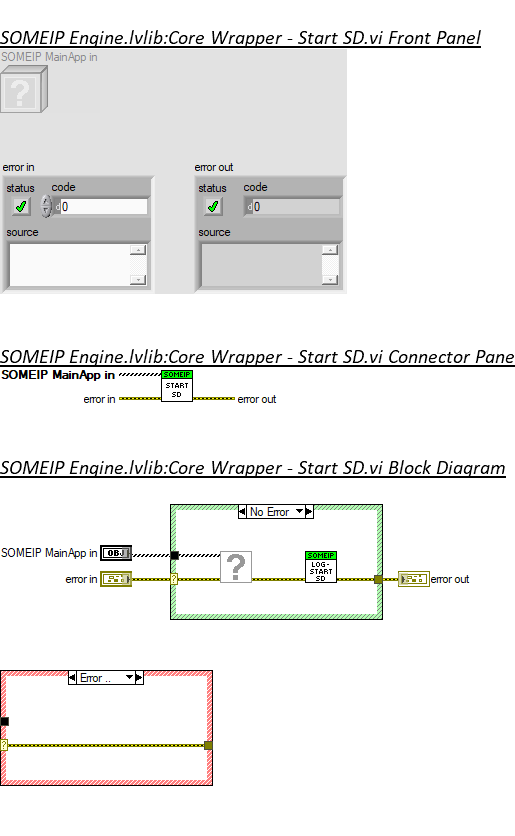 SOMEIP Engine.lvlib:Core Wrapper - Start SD.vi Front Panel
SOMEIP MainApp in
?
error in
error out
status code
status code
d0
d0
source
source
SOMEIP Engine.lvlib:Core Wrapper - Start SD.vi Connector Pane
SOMEIP MainApp in
SOMEIP
START
SD
error in
error out
SOMEIP Engine.lvlib:Core Wrapper - Start SD.vi Block Diagram
No Error
SOMEIP MainApp in
OBJ
?
SOMEIP
LOG-
START
SD
error in
?
error out
Error ..
?